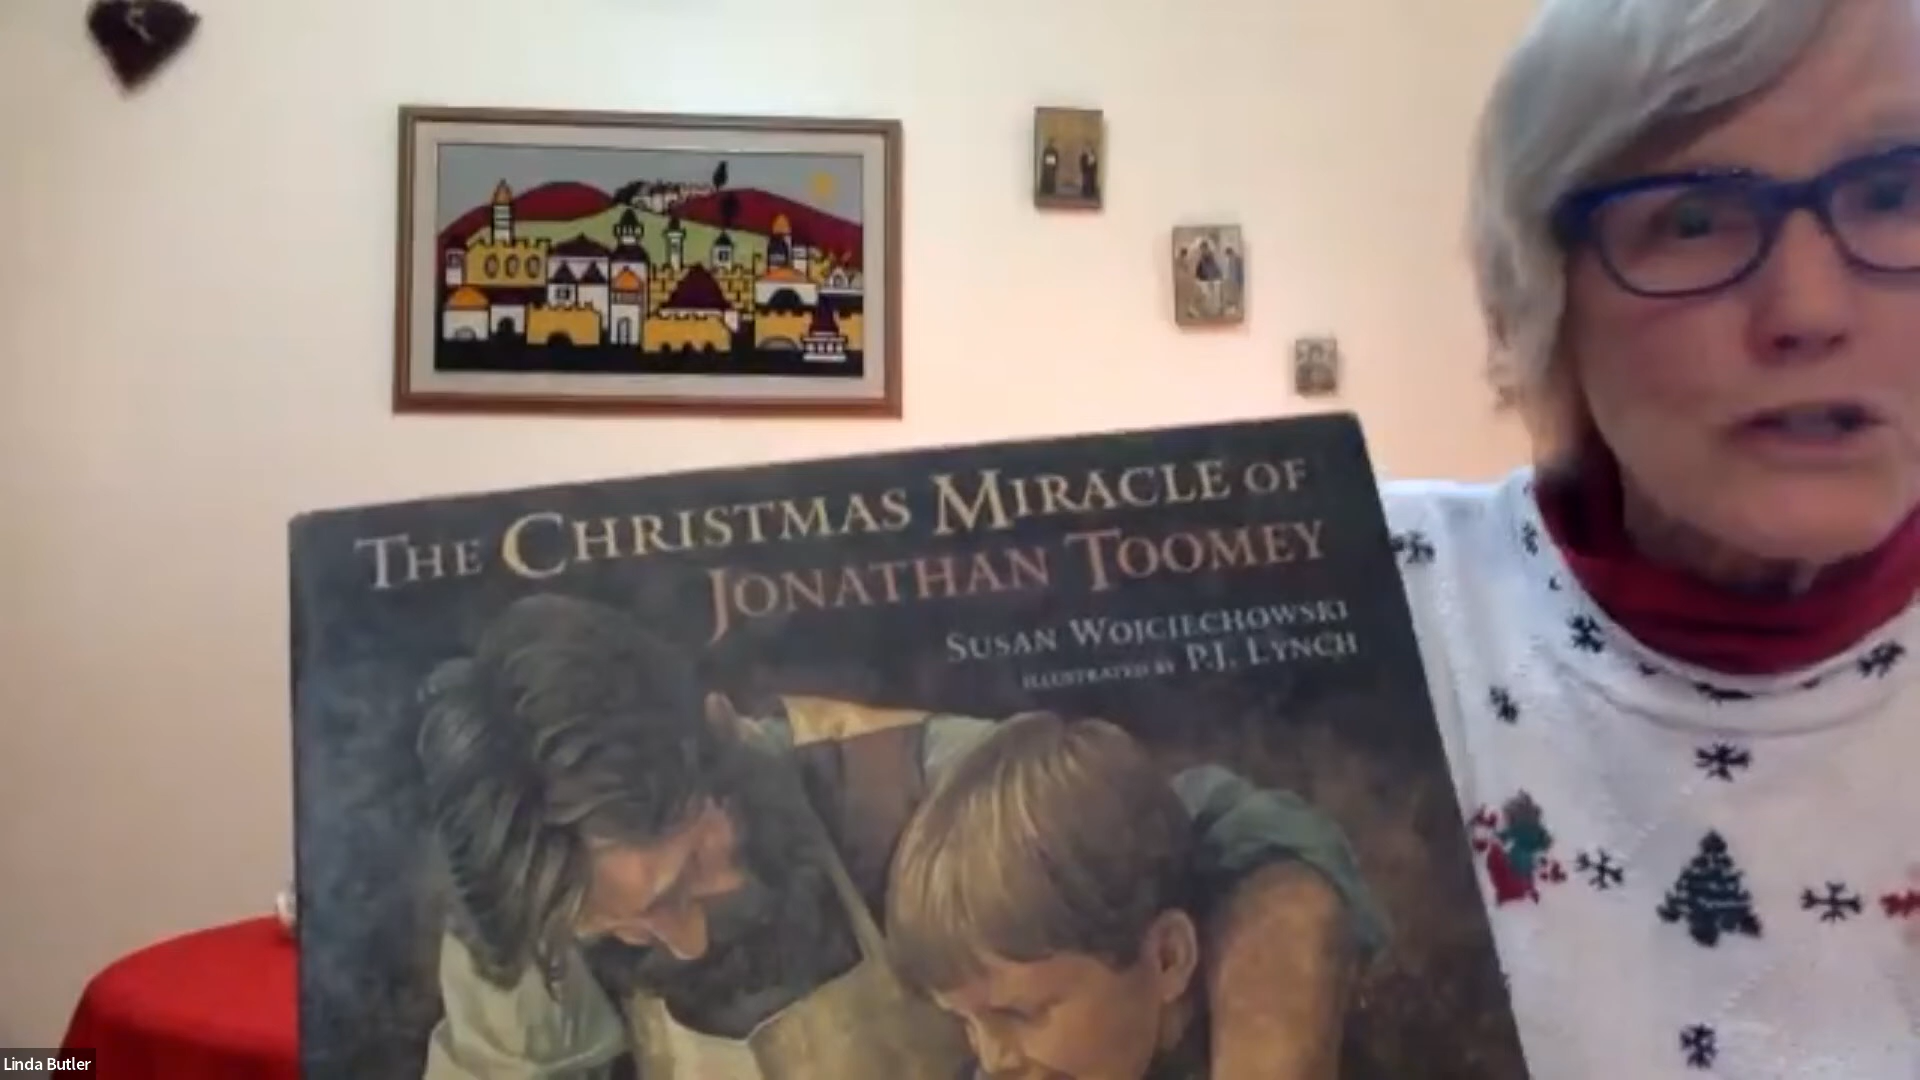 THE CHRISTMAS MIRACLE OF
JONATHAN TOOMEY
SUSAN WOJCIECHOWSKI
ILLUSTRATED BY P.J. LYNCH
Linda Butler